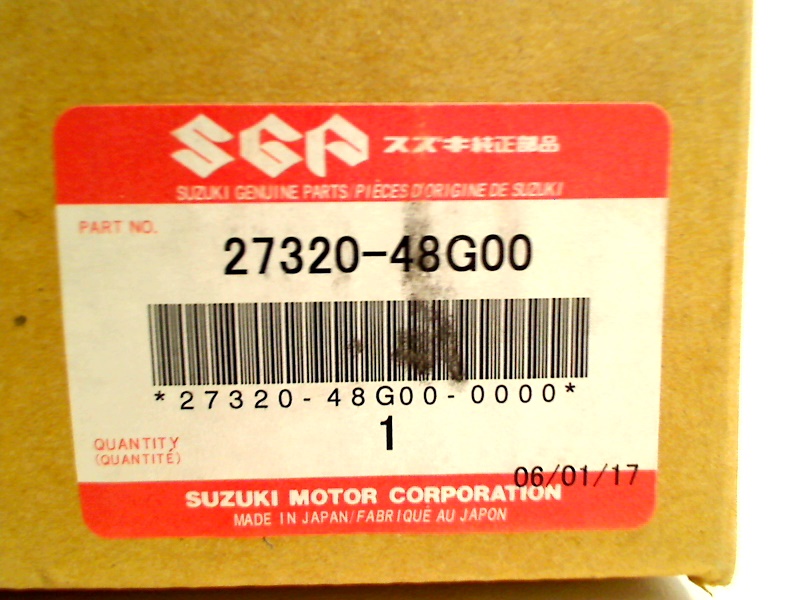 SGP スズキ純正部品
SUZUKI GENUINE PARTS/PIÈCES D'ORIGINE DE SUZUKI
PART NO.
27320-48G00
*27320-48G00-0000*
1
QUANTITY
(QUANTITÉ)
06/01/17
SUZUKI MOTOR CORPORATION
MADE IN JAPAN/FABRIQUÉ AU JAPON